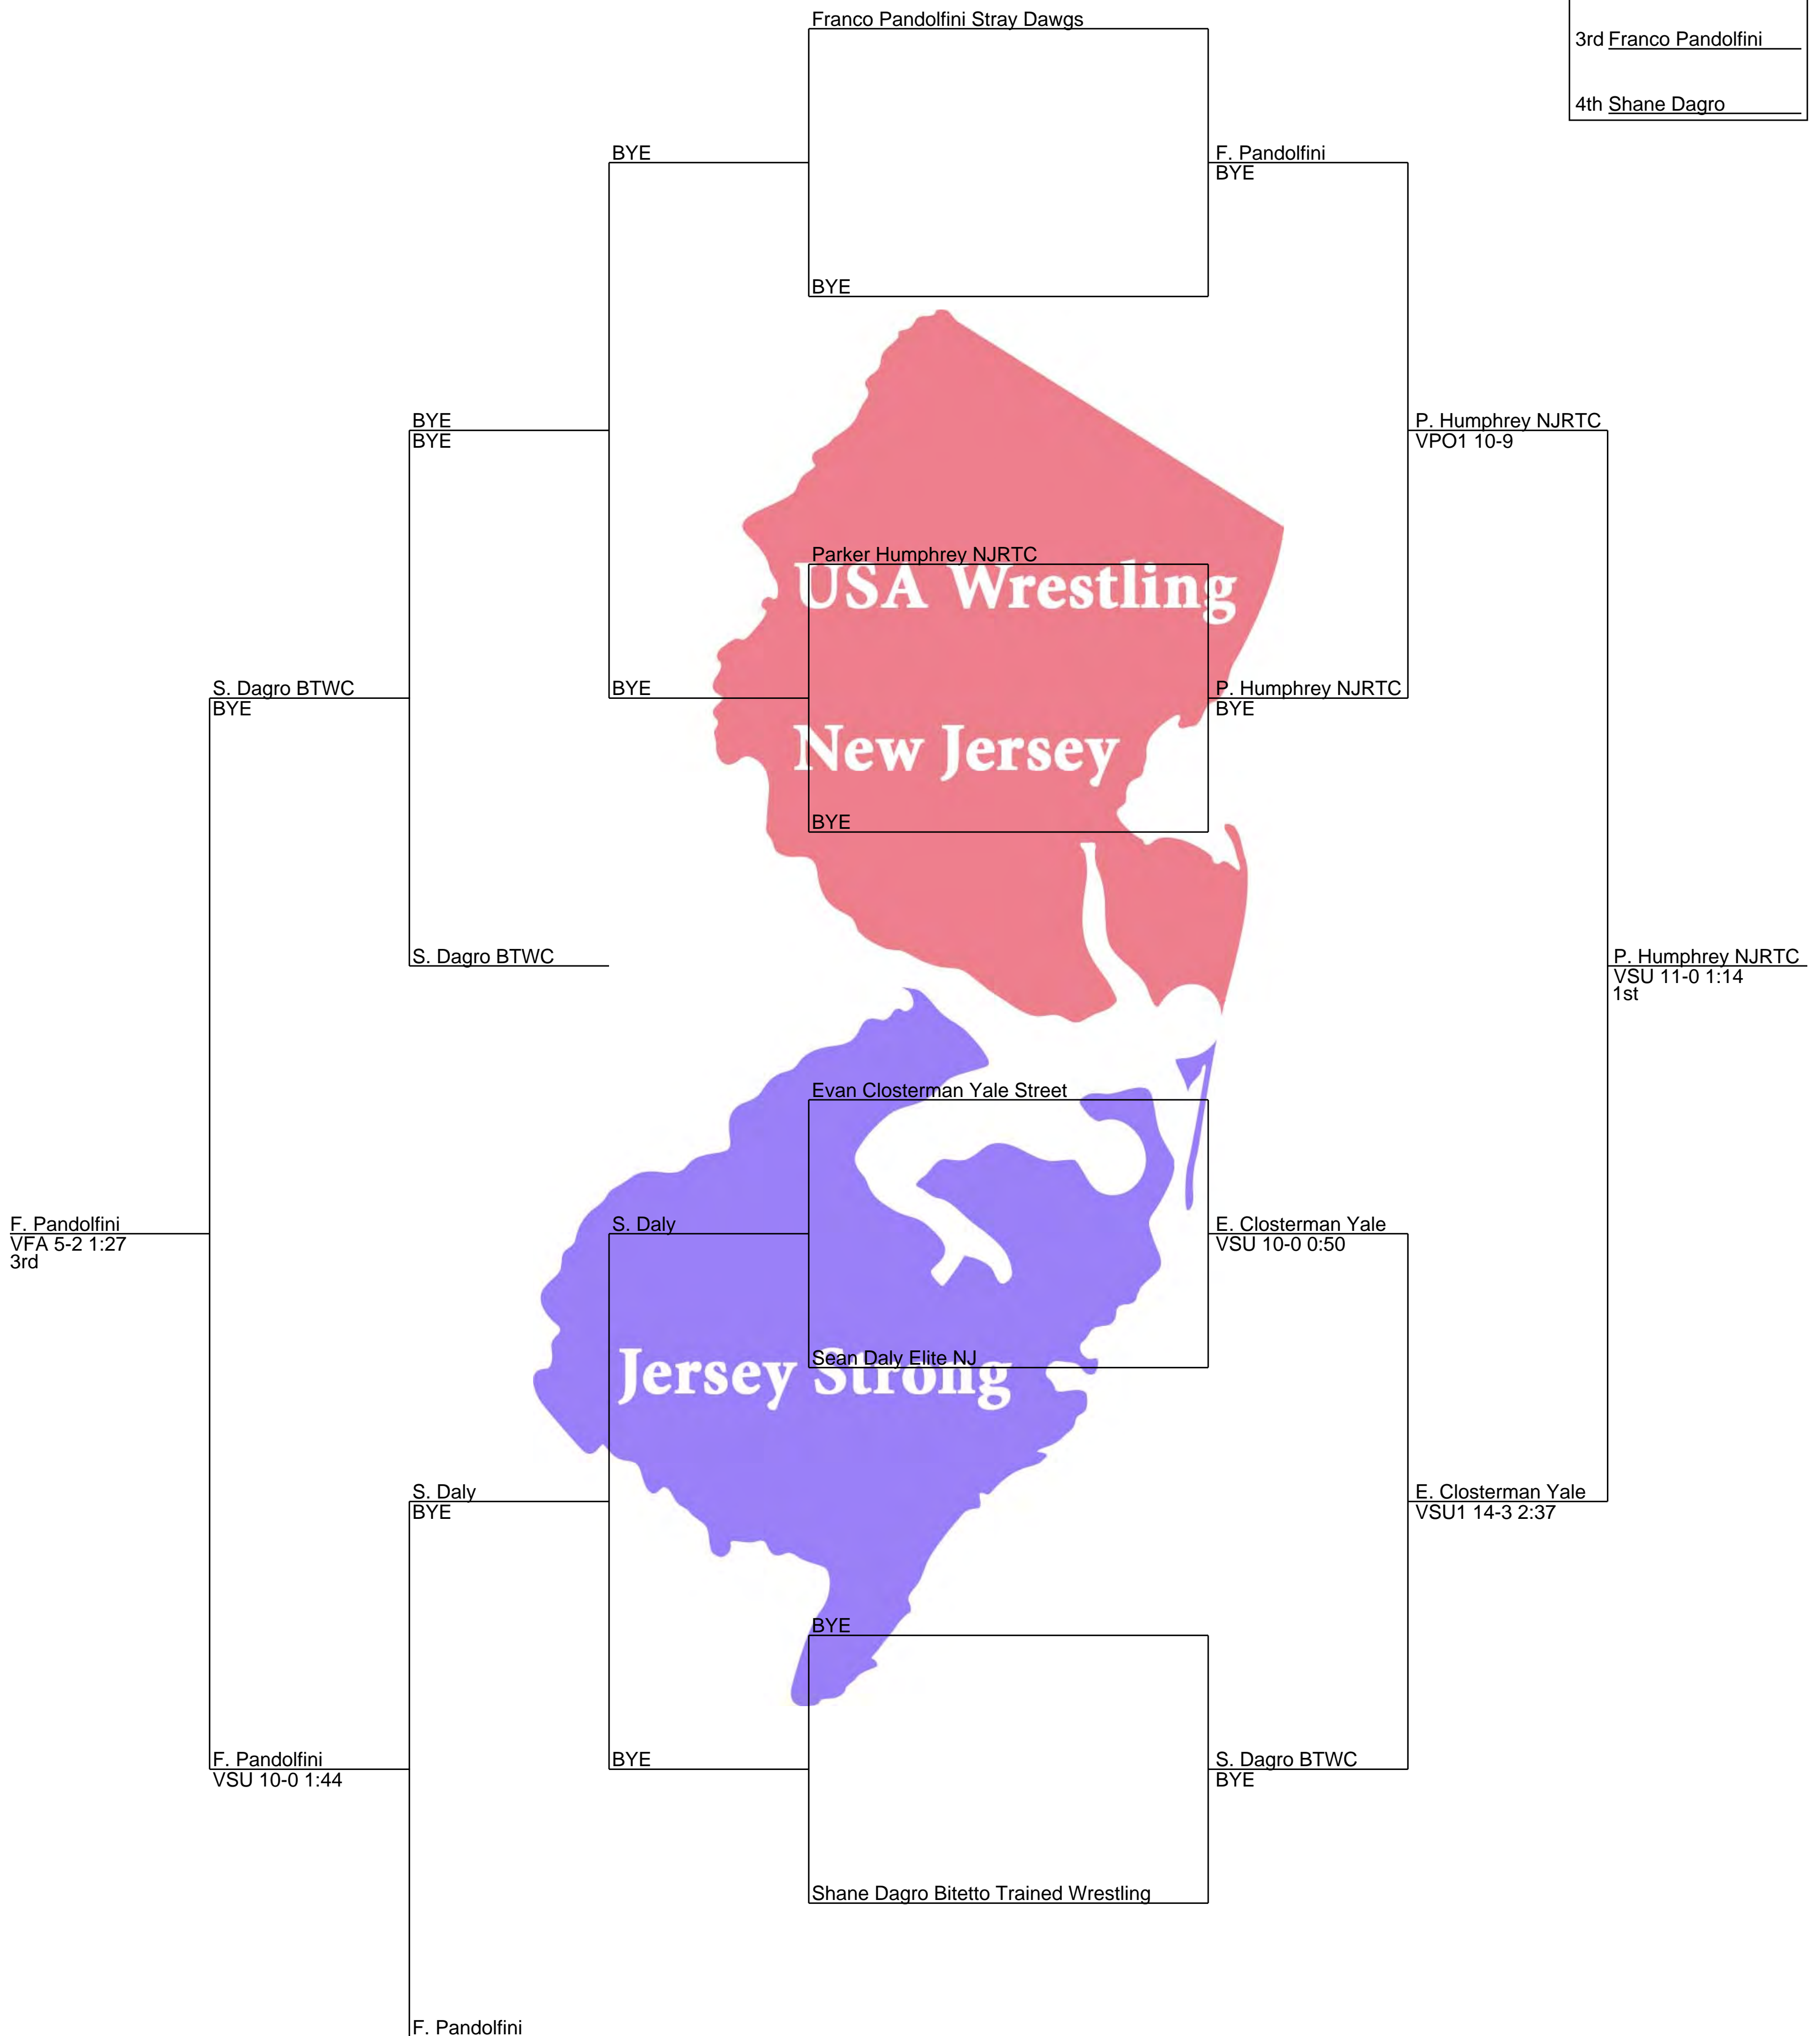 Franco Pandolfini Stray Dawgs
3rd Franco Pandolfini
4th Shane Dagro
BYE
F. Pandolfini
BYE
BYE
BYE
BYE
P. Humphrey NJRTC
VPO1 10-9
Parker Humphrey NJRTC
USA Wrestling
S. Dagro BTWC
BYE
BYE
P. Humphrey NJRTC
BYE
New Jersey
BYE
S. Dagro BTWC
P. Humphrey NJRTC
VSU 11-0 1:14
1st
Evan Closterman Yale Street
F. Pandolfini
VFA 5-2 1:27
3rd
S. Daly
E. Closterman Yale
VSU 10-0 0:50
Sean Daly Elite NJ
Jersey Strong
S. Daly
BYE
E. Closterman Yale
VSU1 14-3 2:37
BYE
F. Pandolfini
VSU 10-0 1:44
BYE
S. Dagro BTWC
BYE
Shane Dagro Bitetto Trained Wrestling
F. Pandolfini